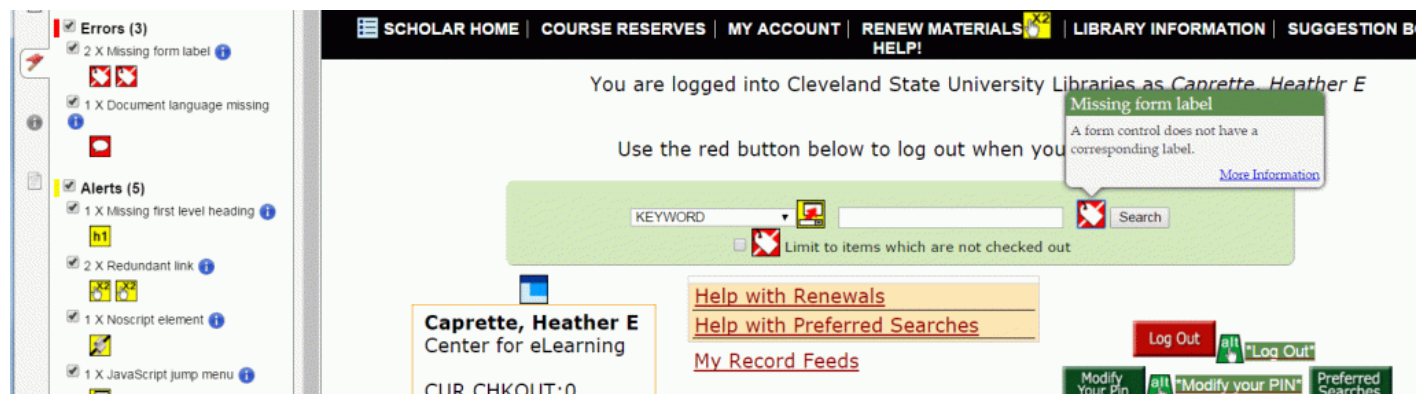 Errors (3)
2 X Missing form label
1 X Document language missing
Alerts (5)
1 X Missing first level heading
h1
2 X Redundant link
X2 X2
1 X Noscript element
1 X JavaScript jump menu
SCHOLAR HOME | COURSE RESERVES | MY ACCOUNT | RENEW MATERIALS X2 | LIBRARY INFORMATION | SUGGESTION B
HELP!
You are logged into Cleveland State University Libraries as Caprette, Heather E
Missing form label
A form control does not have a
corresponding label.
More Information
Use the red button below to log out when you
KEYWORD
Search
Limit to items which are not checked out
Caprette, Heather E
Center for eLearning
CUR CHKOUT:0
Help with Renewals
Help with Preferred Searches
My Record Feeds
Log Out alt *Log Out*
Modify
Your Pin alt *Modify your PIN* Preferred
Searches